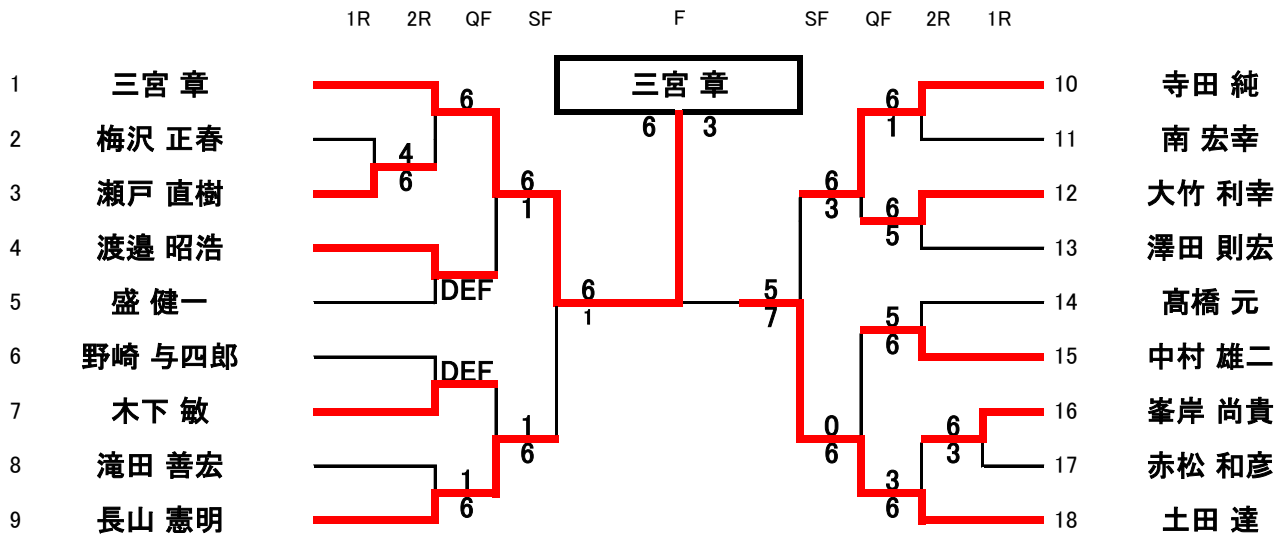 1R 2R QF SF F SF QF 2R 1R
1 三宮 章 6 三宮 章 6 10 寺田 純
6 3 1
2 梅沢 正春 4 11 南 宏幸
6
3 瀬戸 直樹 6 6 12 大竹 利幸
1 3 6
5
4 渡邉 昭浩 13 澤田 則宏
DEF
5 盛 健一 6 5 14 髙橋 元
1 7 5
6
6 野崎 与四郎 15 中村 雄二
DEF
7 木下 敏 16 峯岸 尚貴
1 0 6
6 6 3
8 滝田 善宏 17 赤松 和彦
1 3
6 6
9 長山 憲明 18 土田 達